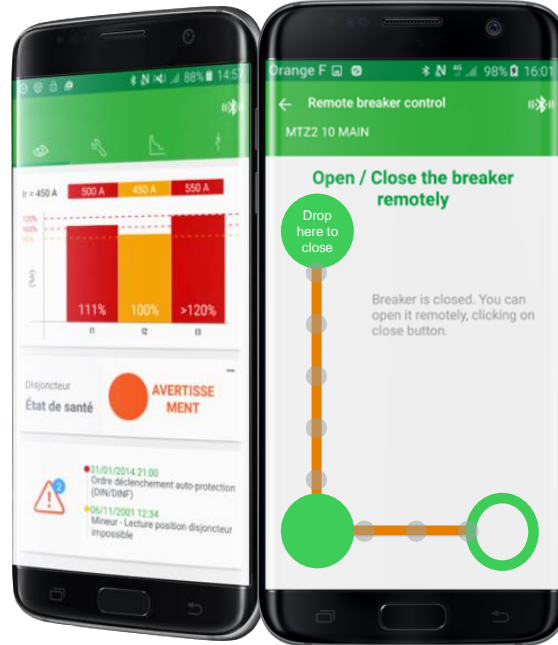 88% 14:57
Ir = 450 A 500 A 450 A 550 A
120%
105%
90%
(%Ir)
111% 100% >120%
I1 I2 I3
Disjoncteur
État de santé
AVERTISSE
MENT
2
31/01/2014 21:00
Ordre déclenchement auto-protection
(DIN/DINF)
06/11/2001 12:34
Mineur - Lecture position disjoncteur
impossible
Orange F 98% 16:01
Remote breaker control
MTZ2 10 MAIN
Open / Close the breaker
remotely
Drop
here to
close
Breaker is closed. You can
open it remotely, clicking on
close button.